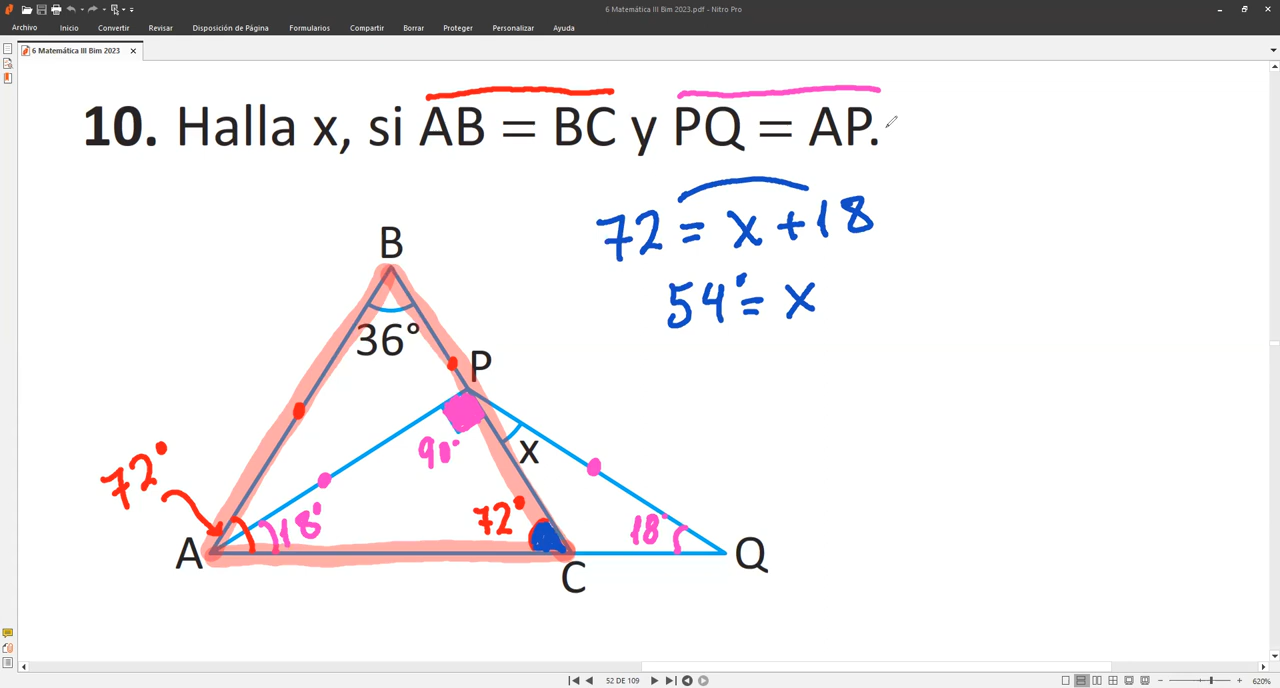 6 Matemática III Bim 2023.pdf - Nitro Pro
Archivo Inicio Convertir Revisar Disposición de Página Formularios Compartir Borrar Proteger Personalizar Ayuda
6 Matemática III Bim 2023
10. Halla x, si AB = BC y PQ = AP.
72 = x + 18
54° = x
B
36°
P
90°
x
72°
18°
72°
18°
A
C
Q
52 DE 109
620%